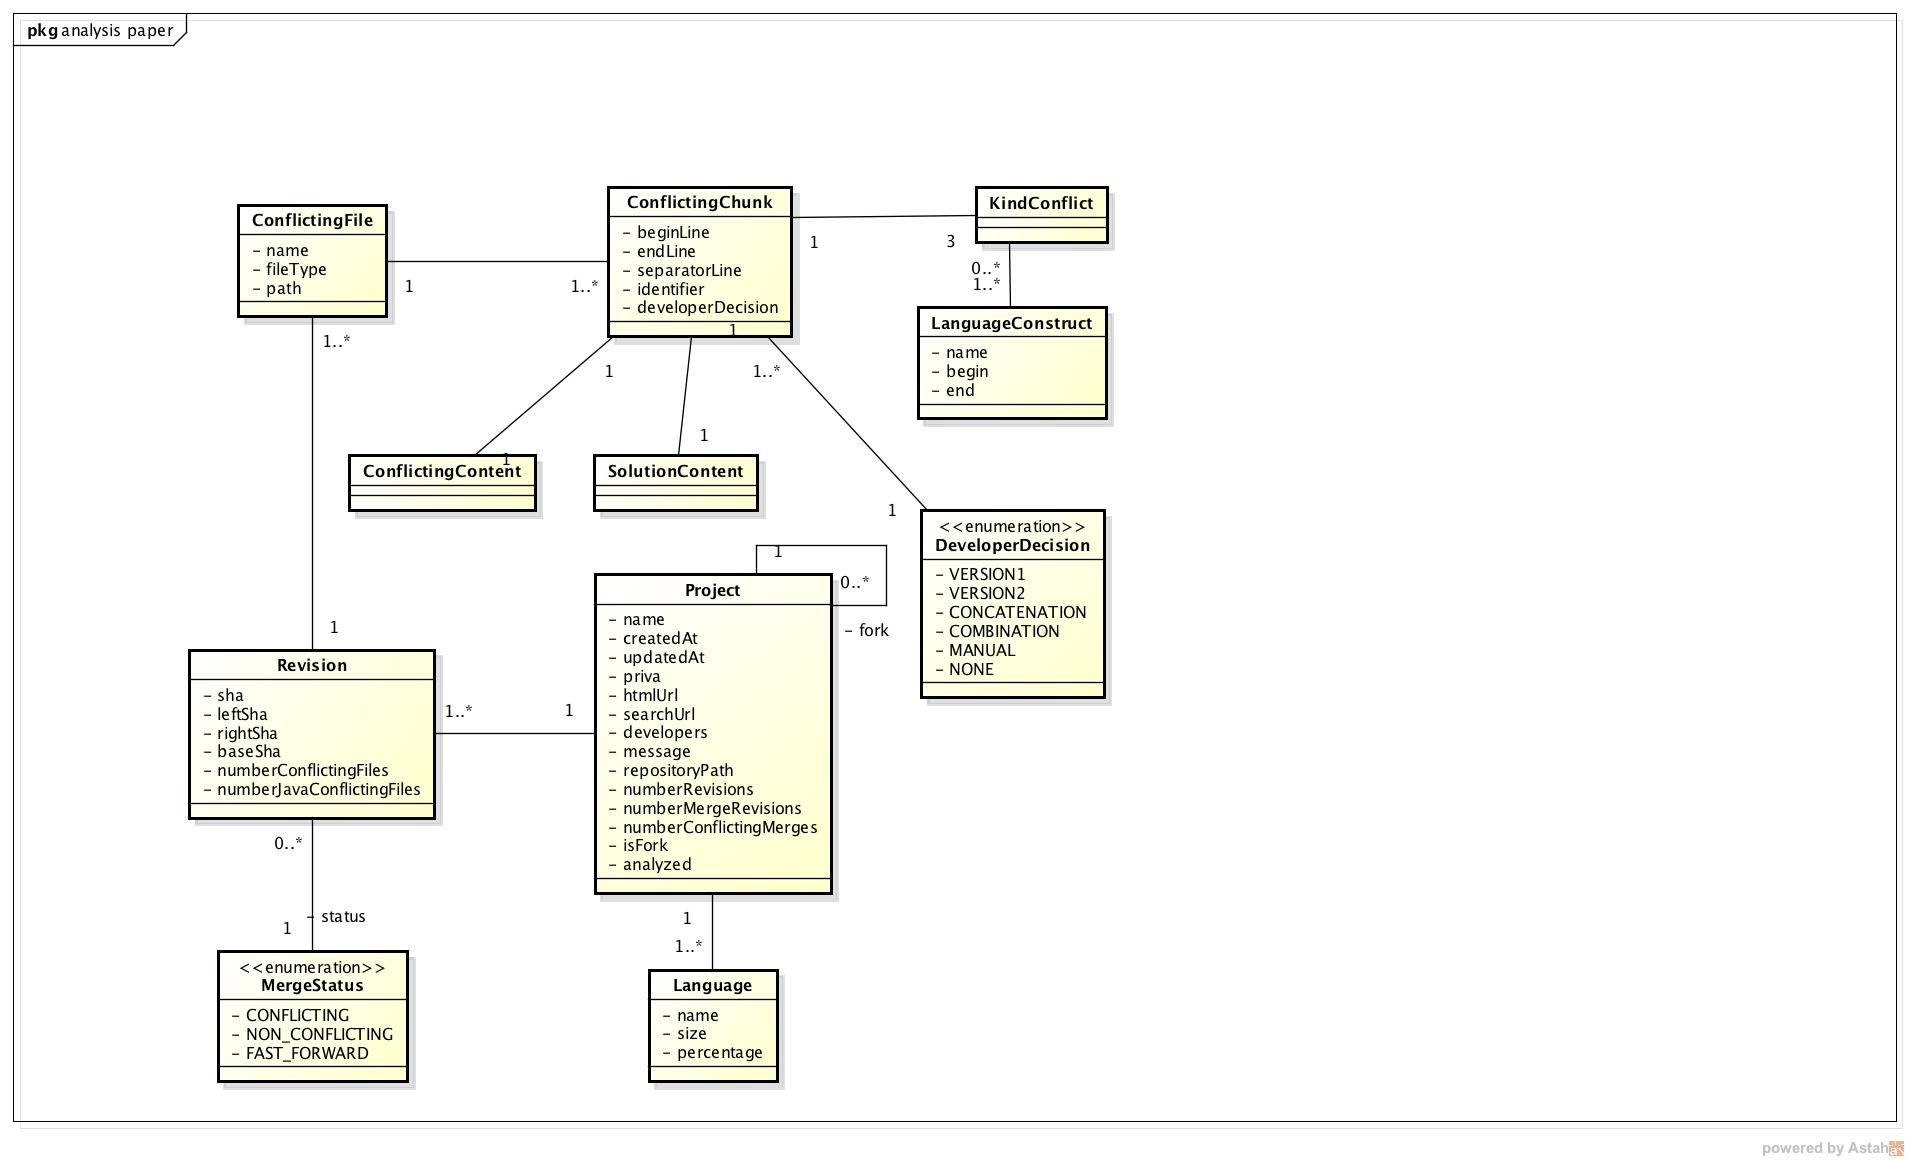 pkg analysis paper
ConflictingFile
- name
- fileType
- path
1
1..*
1..*
ConflictingChunk
- beginLine
- endLine
- separatorLine
- identifier
- developerDecision
1
1
3
KindConflict
0..*
1..*
LanguageConstruct
- name
- begin
- end
1
1..*
1
1
ConflictingContent
1
SolutionContent
1
<<enumeration>>
DeveloperDecision
- VERSION1
- VERSION2
- CONCATENATION
- COMBINATION
- MANUAL
- NONE
1
0..*
- fork
Project
- name
- createdAt
- updatedAt
- priva
- htmlUrl
- searchUrl
- developers
- message
- repositoryPath
- numberRevisions
- numberMergeRevisions
- numberConflictingMerges
- isFork
- analyzed
1
Revision
- sha
- leftSha
- rightSha
- baseSha
- numberConflictingFiles
- numberJavaConflictingFiles
1..*
0..*
- status
1
<<enumeration>>
MergeStatus
- CONFLICTING
- NON_CONFLICTING
- FAST_FORWARD
1
1..*
Language
- name
- size
- percentage
powered by Astah